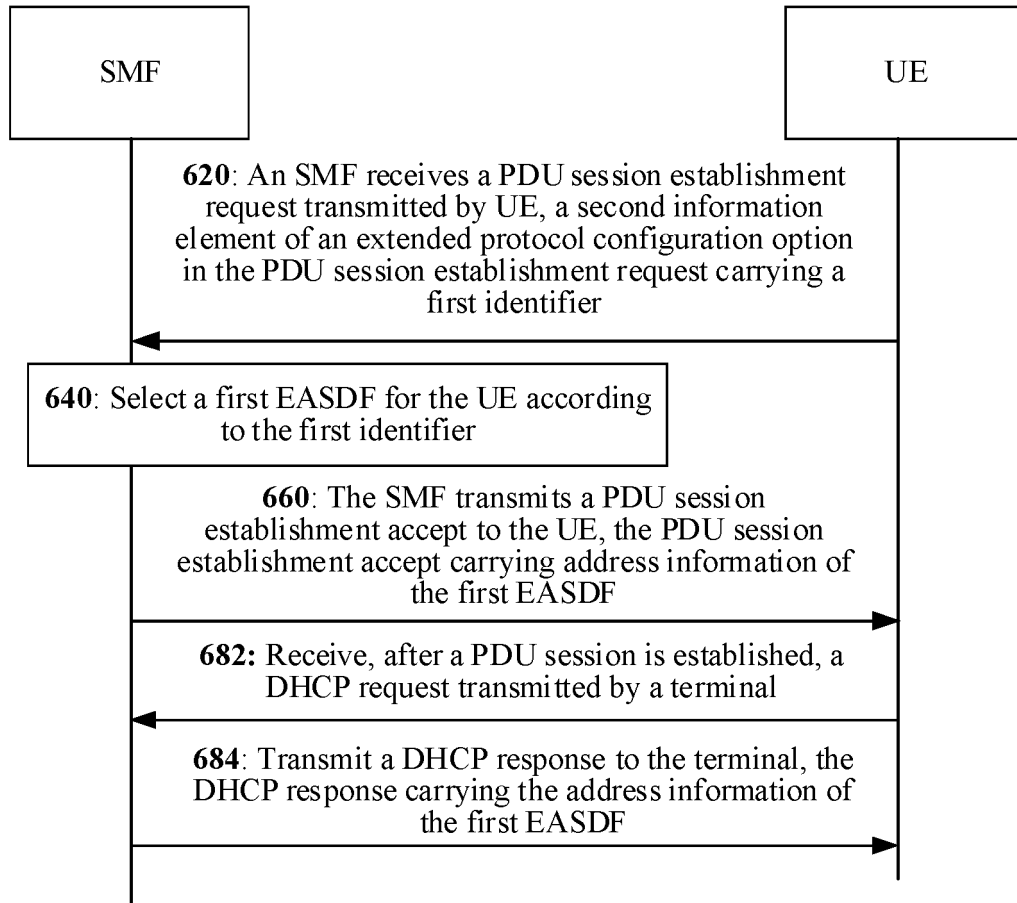 SMF
UE
620: An SMF receives a PDU session establishment
request transmitted by UE, a second information
element of an extended protocol configuration option
in the PDU session establishment request carrying a
first identifier
640: Select a first EASDF for the UE according
to the first identifier
660: The SMF transmits a PDU session
establishment accept to the UE, the PDU session
establishment accept carrying address information of
the first EASDF
682: Receive, after a PDU session is established, a
DHCP request transmitted by a terminal
684: Transmit a DHCP response to the terminal, the
DHCP response carrying the address information of
the first EASDF